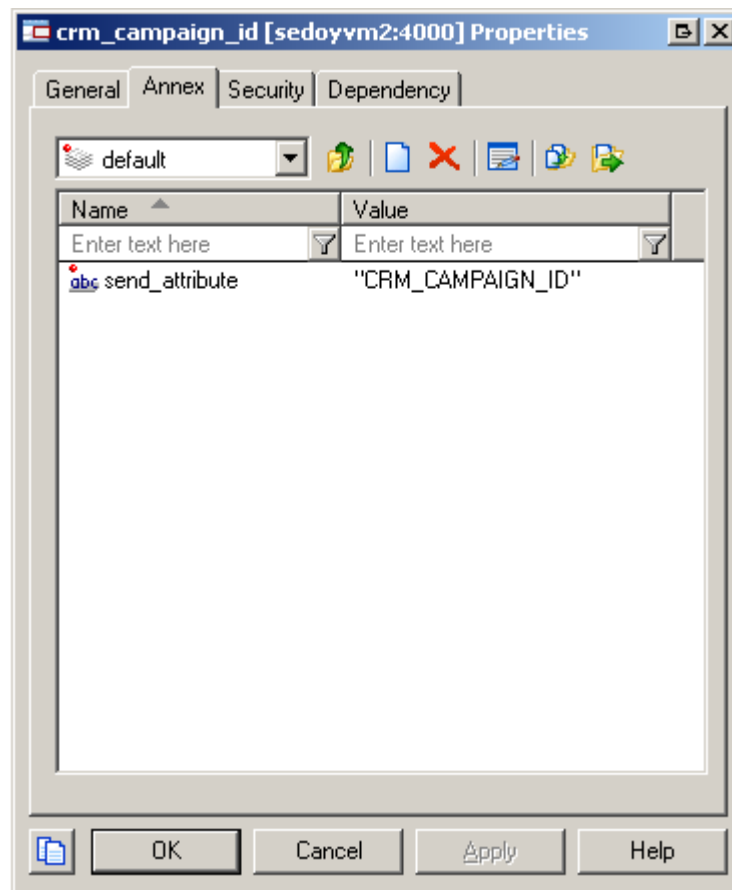 crm_campaign_id [sedoyvm2:4000] Properties
General Annex Security Dependency
default
Name Value
Enter text here Enter text here
abc send_attribute "CRM_CAMPAIGN_ID"
OK Cancel Apply Help